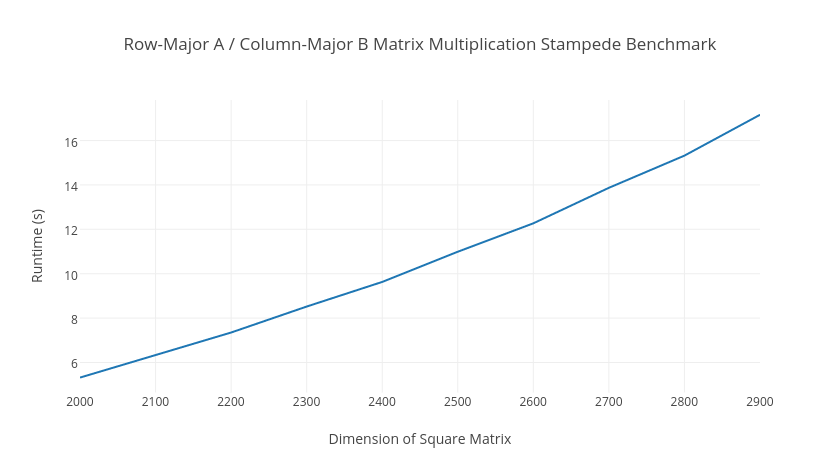 Row-Major A / Column-Major B Matrix Multiplication Stampede Benchmark
16
14
12
10
8
6
Runtime (s)
2000 2100 2200 2300 2400 2500 2600 2700 2800 2900
Dimension of Square Matrix